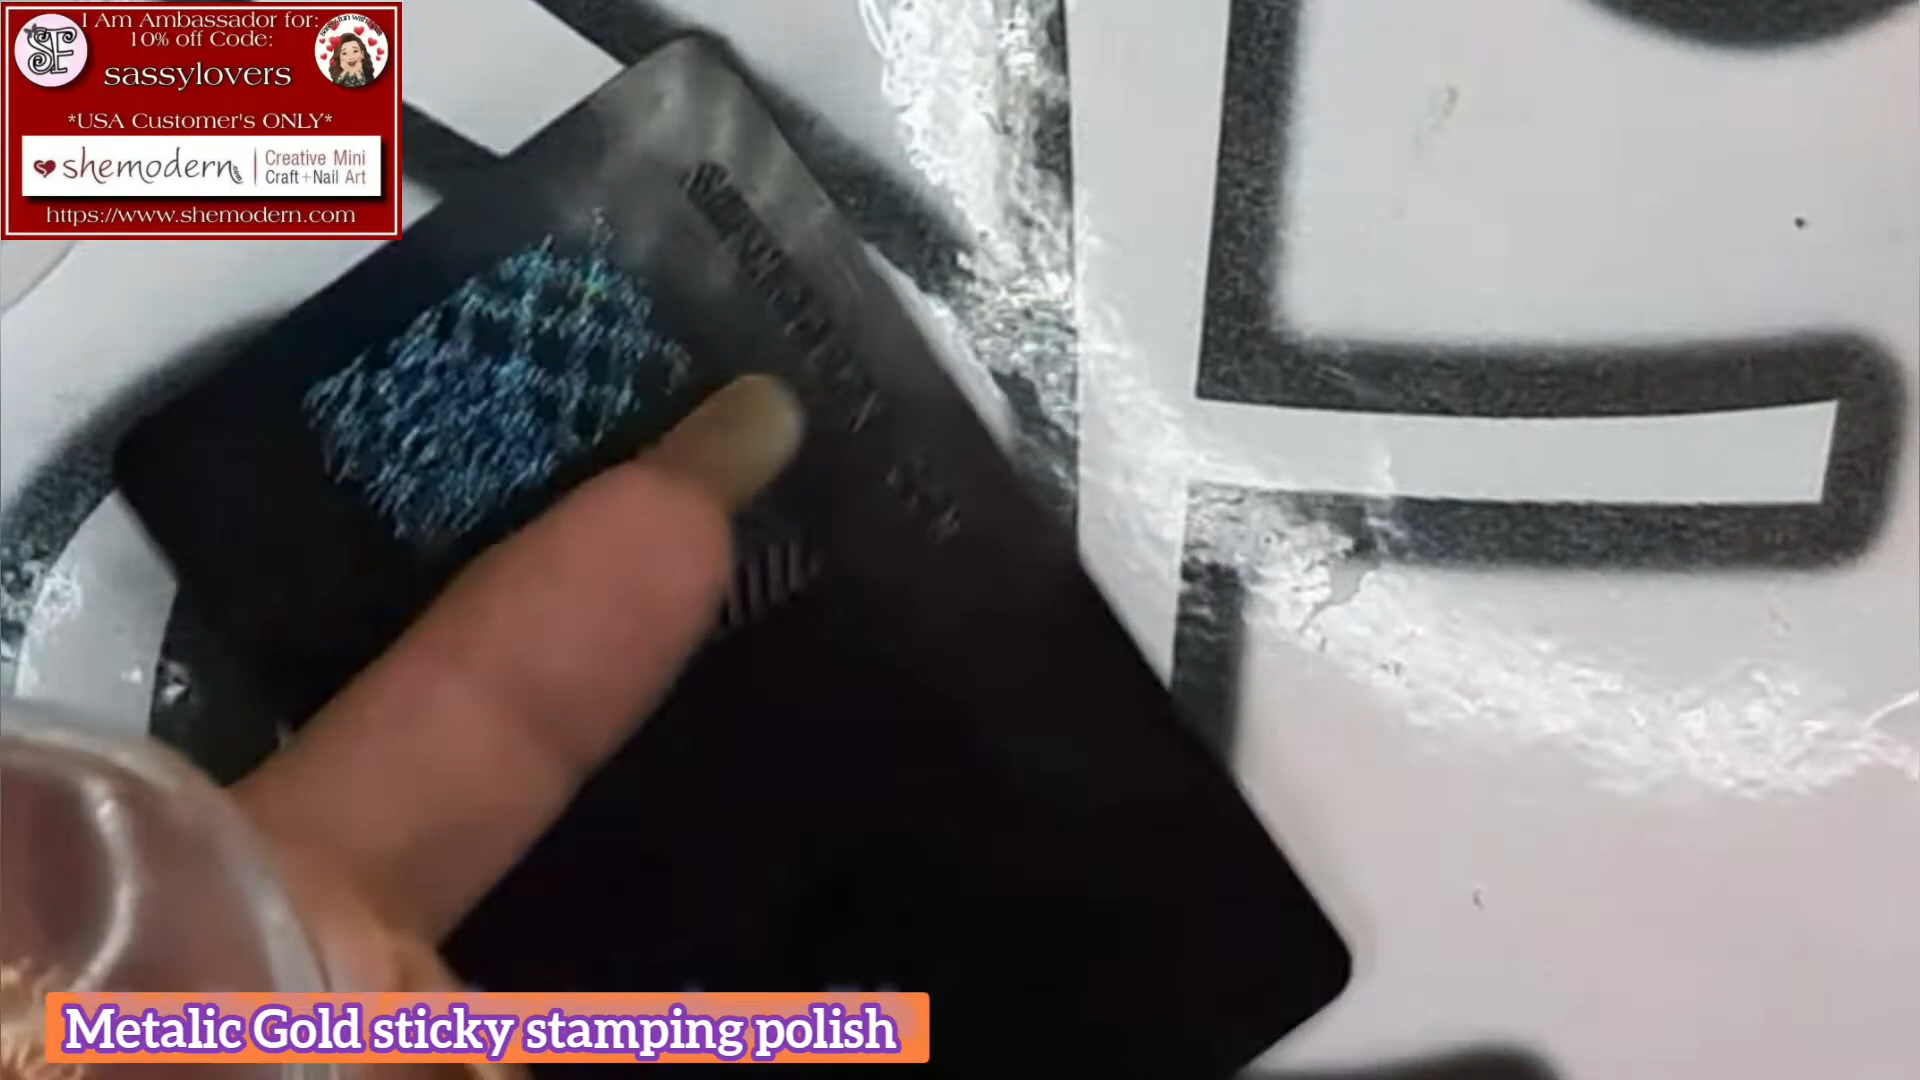 I Am Ambassador for:
10% off Code:
sassylovers
*USA Customer's ONLY*
shemodern.com
Creative Mini
Craft+Nail Art
https://www.shemodern.com
Metalic Gold sticky stamping polish